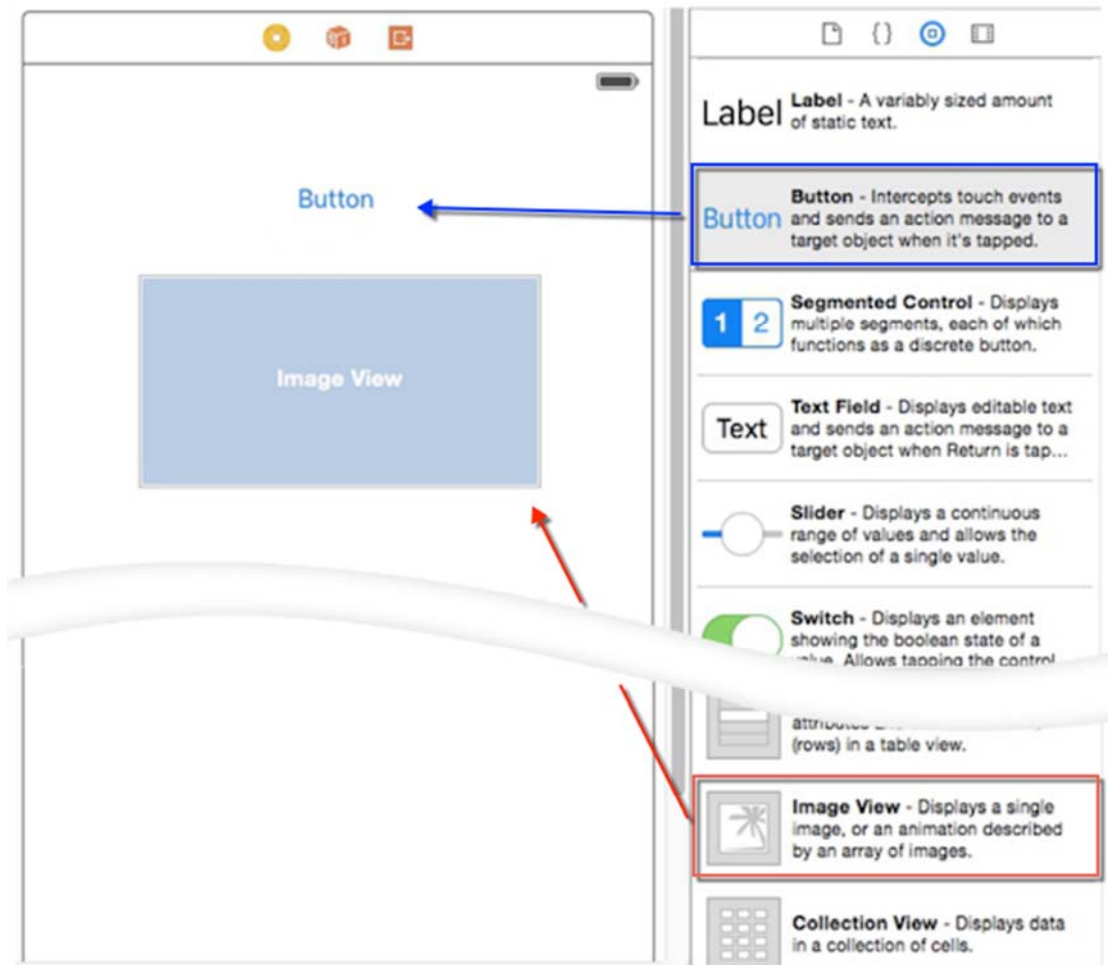 Button
Image View
{}
Label
Label - A variably sized amount
of static text.
Button
Button - Intercepts touch events
and sends an action message to a
target object when it's tapped.
1 2
Segmented Control - Displays
multiple segments, each of which
functions as a discrete button.
Text
Text Field - Displays editable text
and sends an action message to a
target object when Return is tap...
Slider - Displays a continuous
range of values and allows the
selection of a single value.
Switch - Displays an element
showing the boolean state of a
value. Allows tapping the control
attributes
(rows) in a table view.
Image View - Displays a single
image, or an animation described
by an array of images.
Collection View - Displays data
in a collection of cells.